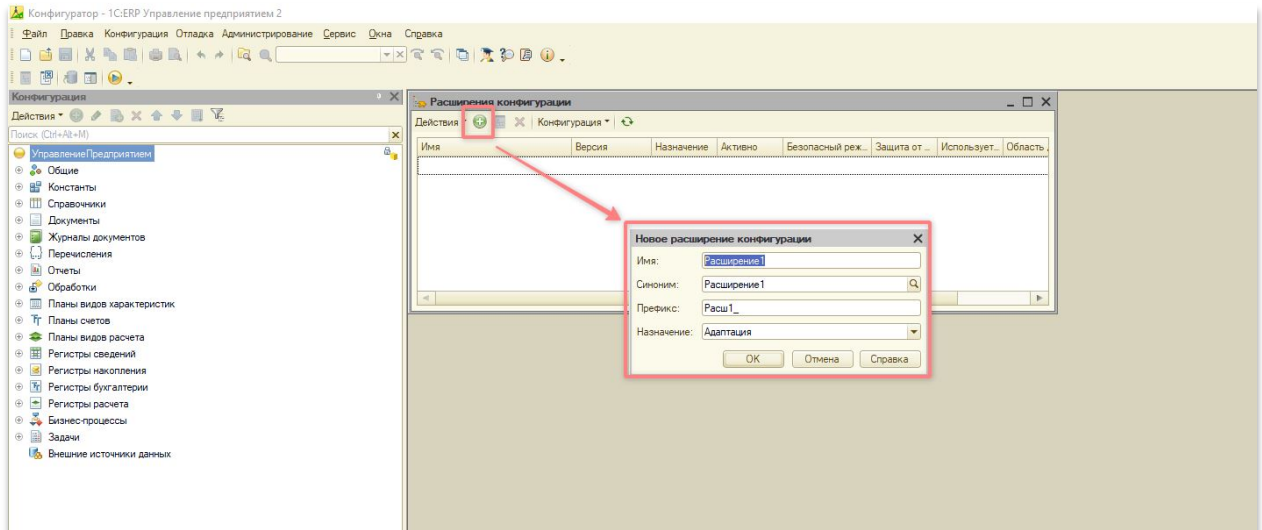 Конфигуратор - 1С:ERP Управление предприятием 2
Файл Правка Конфигурация Отладка Администрирование Сервис Окна Справка
Конфигурация
Действия
Поиск (Ctrl+Alt+M)
УправлениеПредприятием
Общие
Константы
Справочники
Документы
Журналы документов
Перечисления
Отчеты
Обработки
Планы видов характеристик
Планы счетов
Планы видов расчета
Регистры сведений
Регистры накопления
Регистры бухгалтерии
Регистры расчета
Бизнес-процессы
Задачи
Внешние источники данных
Расширения конфигурации
Действия Конфигурация
Имя Версия Назначение Активно Безопасный реж... Защита от ... Использует... Область
Новое расширение конфигурации
Имя: Расширение1
Синоним: Расширение1
Префикс: Расш1_
Назначение: Адаптация
OK Отмена Справка